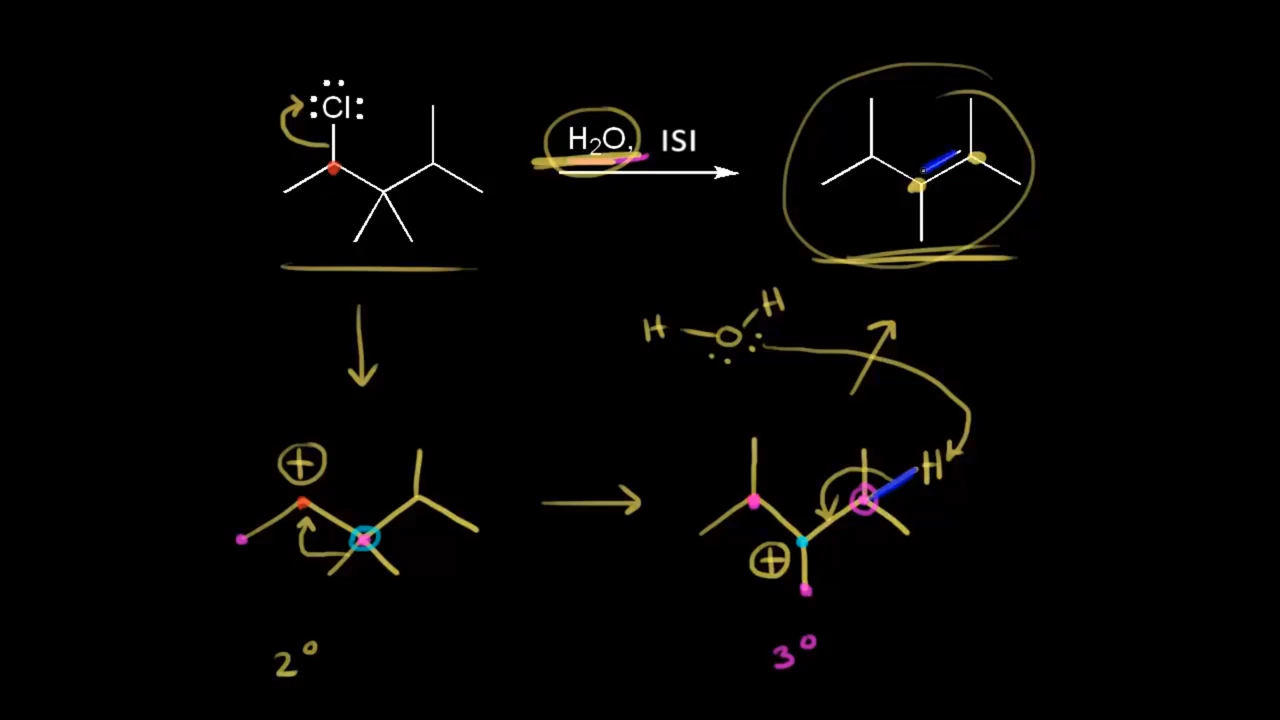 :Cl:
H₂O, ISI
H O H
+
H
+
2°
3°